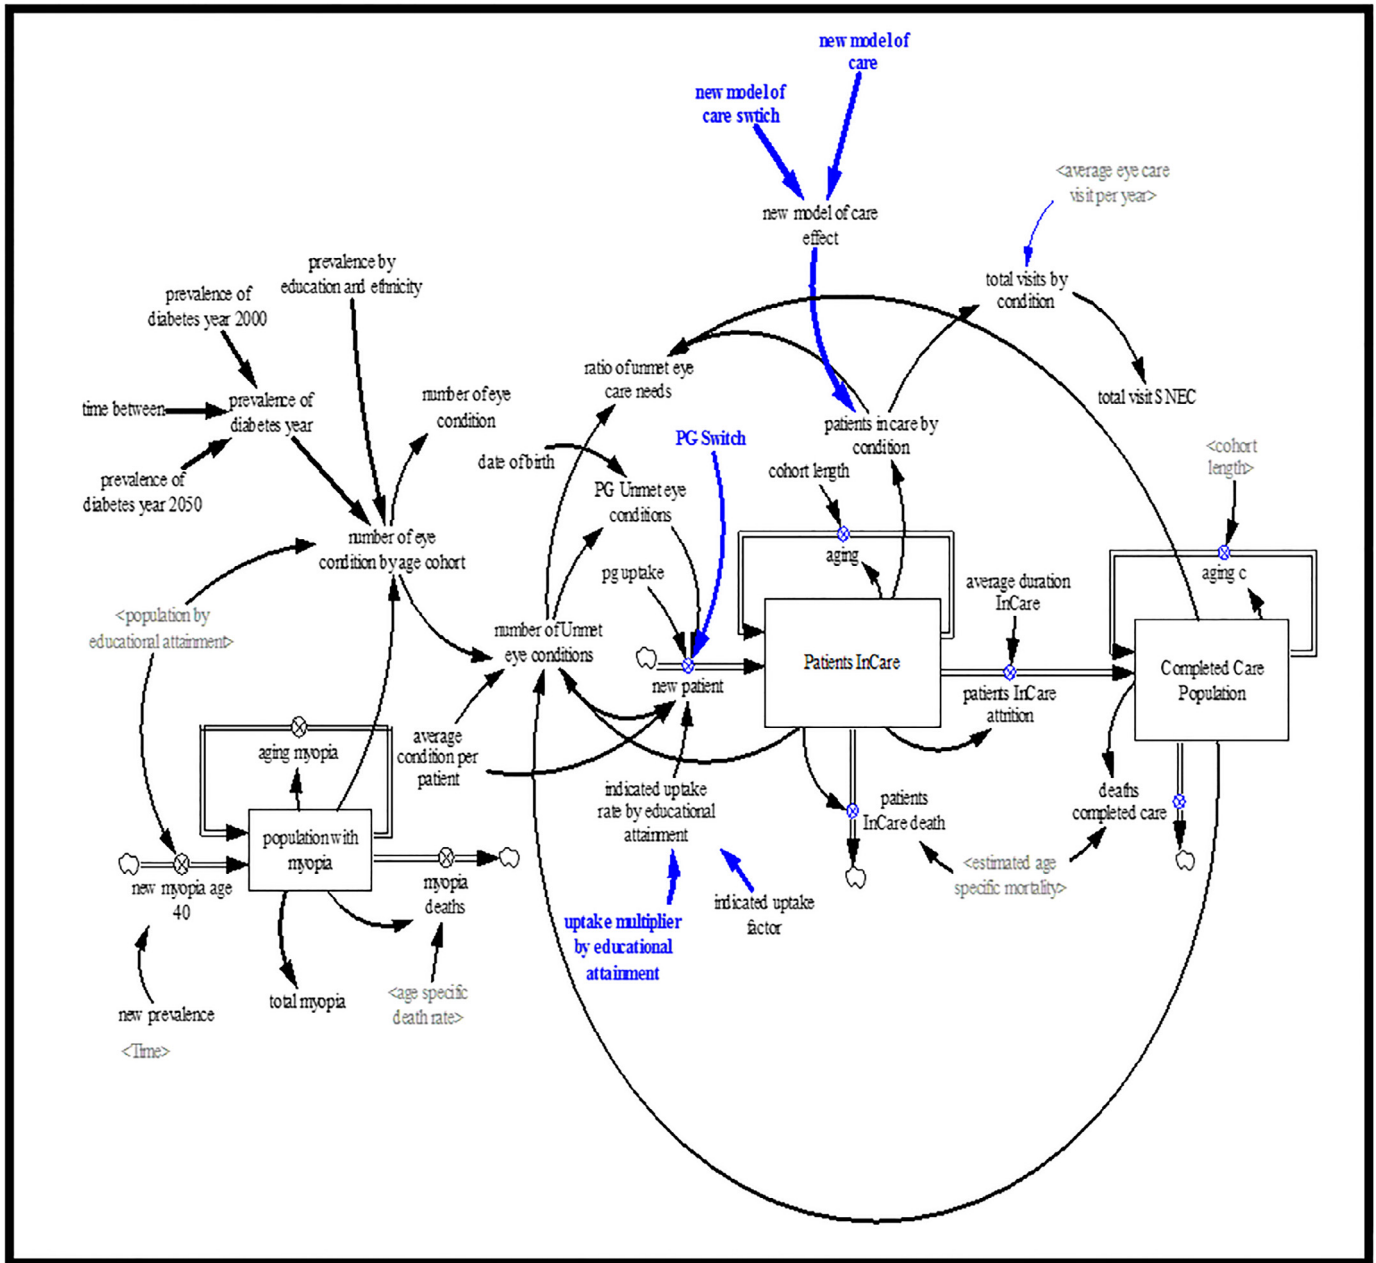 new model of
care
new model of
care swtich
<average eye care
visit per year>
new model of care
effect
prevalence by
education and ethnicity
total visits by
condition
prevalence of
diabetes year 2000
ratio of unmet eye
care needs
number of eye
condition
total visit SNEC
time between
prevalence of
diabetes year
patients in care by
condition
PG Switch
<cohort
length>
date of birth
cohort length
prevalence of
diabetes year 2050
PG Unmet eye
conditions
number of eye
condition by age cohort
aging
aging c
pg uptake
average duration
InCare
<population by
educational attainment>
number of Unmet
eye conditions
Patients InCare
Completed Care
Population
new patient
patients InCare
attrition
aging myopia
average
condition per
patient
indicated uptake
rate by educational
attainment
patients
InCare death
deaths
completed care
population with
myopia
<estimated age
specific mortality>
new myopia age
40
myopia
deaths
indicated uptake
factor
uptake multiplier
by educational
attainment
total myopia
<age specific
death rate>
new prevalence
<Time>